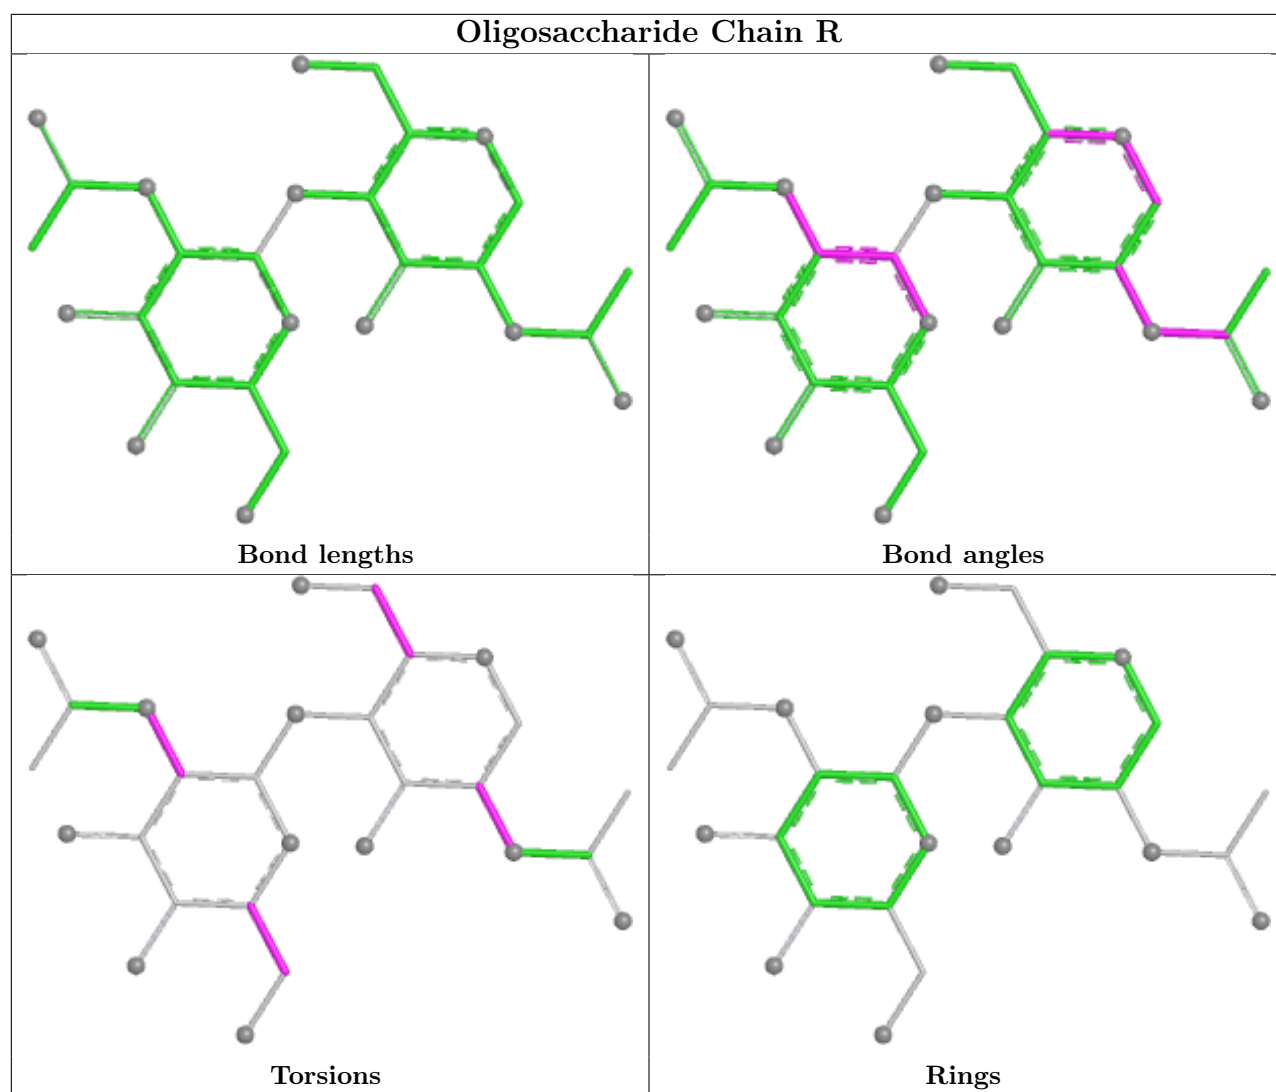 Oligosaccharide Chain R
Bond lengths
Bond angles
Torsions
Rings